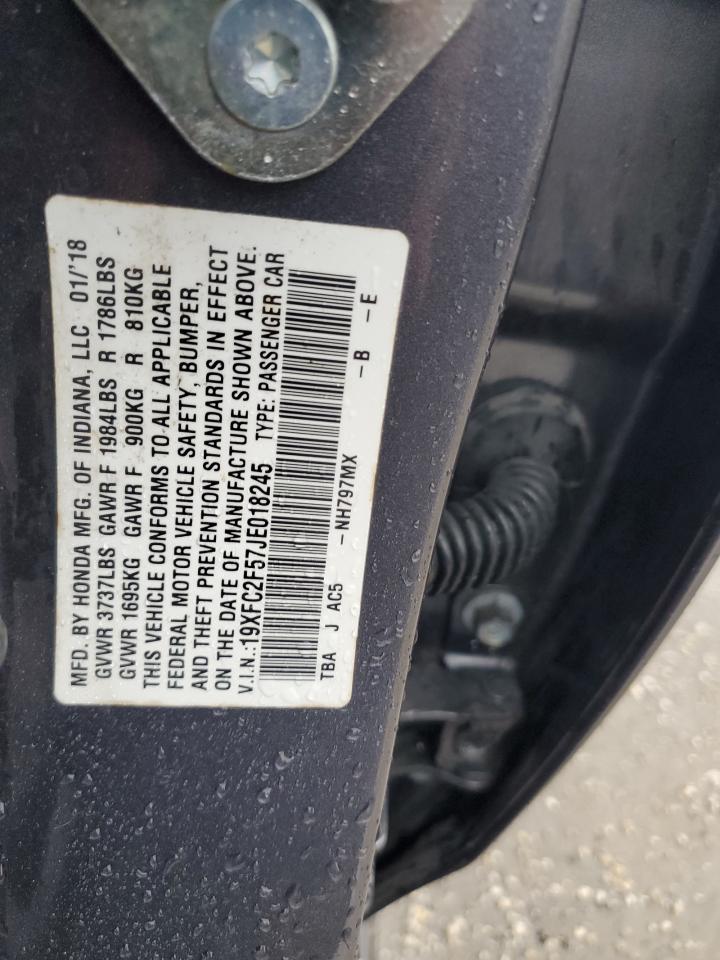 MFD. BY HONDA MFG. OF INDIANA, LLC 01/'18
GVWR 3737LBS GAWR F 1984LBS R 1786LBS
GVWR 1695KG GAWR F 900KG R 810KG
THIS VEHICLE CONFORMS TO ALL APPLICABLE
FEDERAL MOTOR VEHICLE SAFETY, BUMPER,
AND THEFT PREVENTION STANDARDS IN EFFECT
ON THE DATE OF MANUFACTURE SHOWN ABOVE.
V.I.N.:19XFC2F57JE018245 TYPE: PASSENGER CAR
TBA J AC5 -NH797MX -B -E